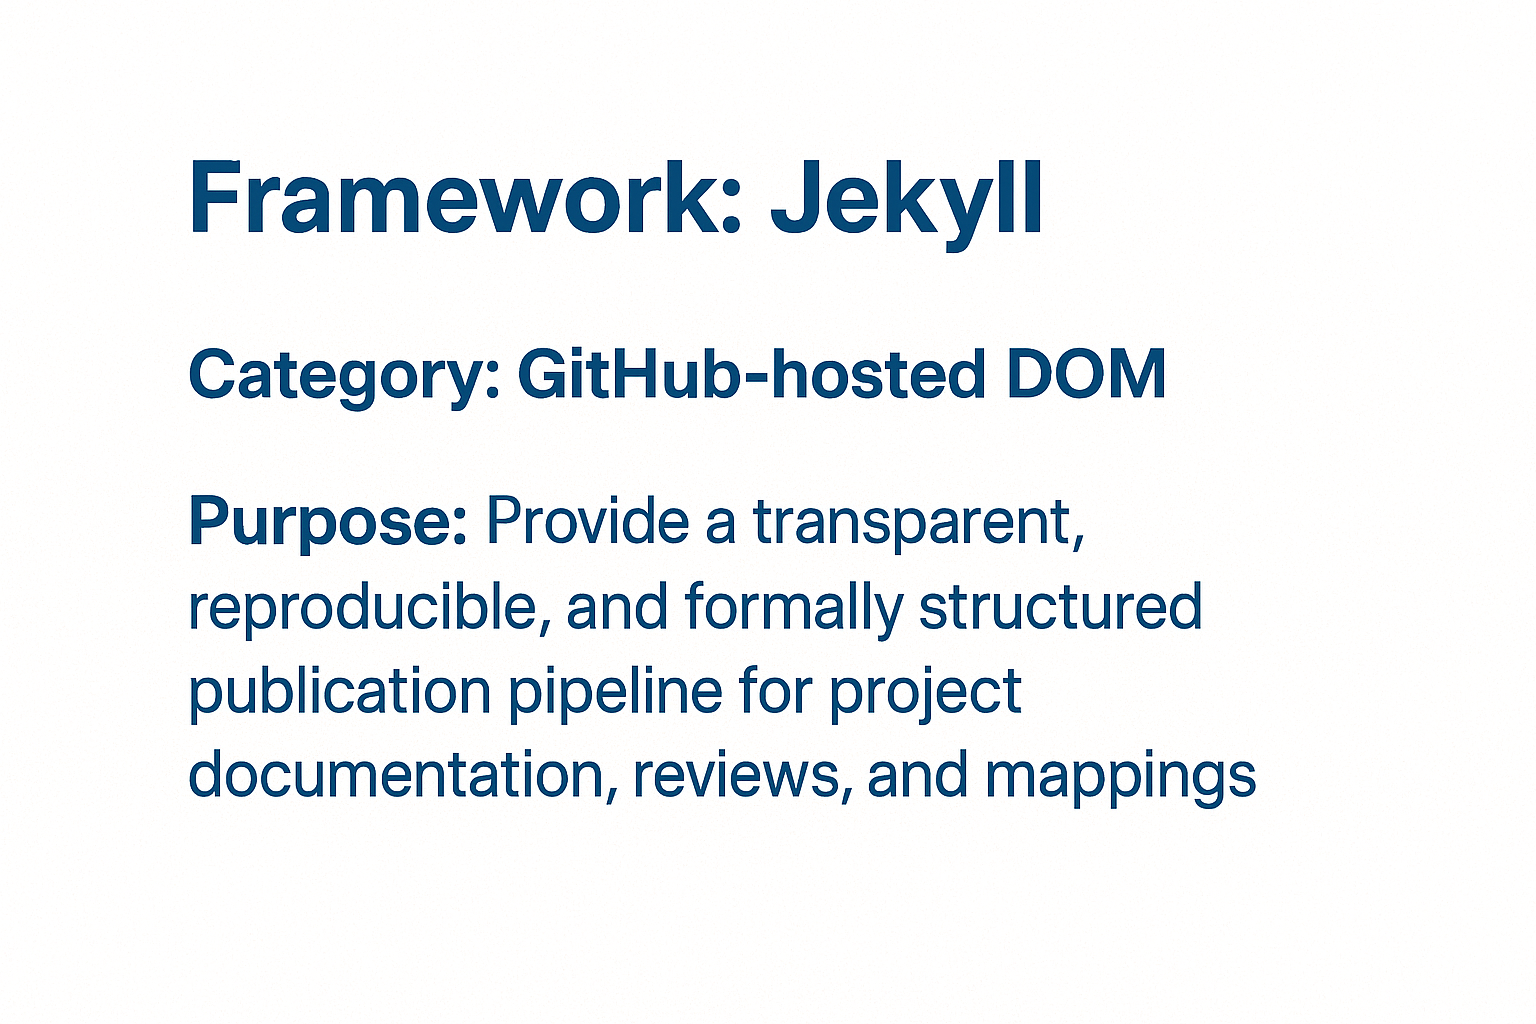 Framework: Jekyll
Category: GitHub-hosted DOM
Purpose: Provide a transparent,
reproducible, and formally structured
publication pipeline for project
documentation, reviews, and mappings